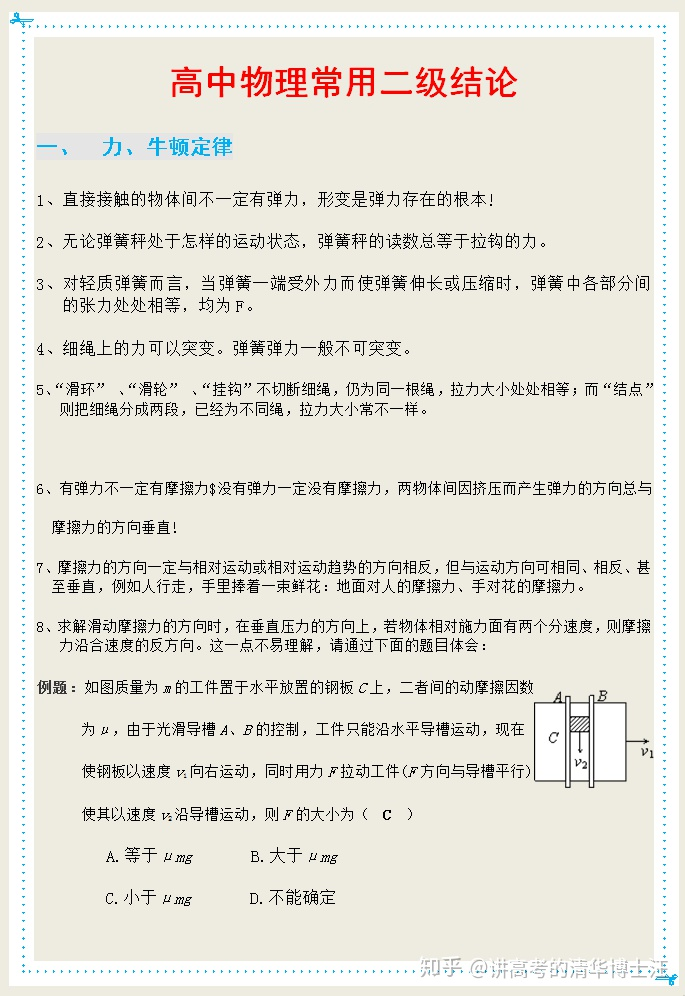 高中物理常用二级结论
一、 力、牛顿定律
1、直接接触的物体间不一定有弹力，形变是弹力存在的根本！
2、无论弹簧秤处于怎样的运动状态，弹簧秤的读数总等于拉钩的力。
3、对轻质弹簧而言，当弹簧一端受外力而使弹簧伸长或压缩时，弹簧中各部分间
的张力处处相等，均为F。
4、细绳上的力可以突变。弹簧弹力一般不可突变。
5、“滑环”、“滑轮”、“挂钩”不切断细绳，仍为同一根绳，拉力大小处处相等；而“结点”
则把细绳分成两段，已经为不同绳，拉力大小常不一样。
6、有弹力不一定有摩擦力$没有弹力一定没有摩擦力，两物体间因挤压而产生弹力的方向总与
摩擦力的方向垂直！
7、摩擦力的方向一定与相对运动或相对运动趋势的方向相反，但与运动方向可相同、相反、甚
至垂直，例如人行走，手里捧着一束鲜花：地面对人的摩擦力、手对花的摩擦力。
8、求解滑动摩擦力的方向时，在垂直压力的方向上，若物体相对施力面有两个分速度，则摩擦
力沿合速度的反方向。这一点不易理解，请通过下面的题目体会：
例题：如图质量为m的工件置于水平放置的钢板C上，二者间的动摩擦因数
为μ，由于光滑导槽A、B的控制，工件只能沿水平导槽运动，现在
使钢板以速度v₁向右运动，同时用力F拉动工件(F方向与导槽平行)
使其以速度v₂沿导槽运动，则F的大小为（ C ）
A B
C
v₂
v₁
A.等于μmg B.大于μmg
C.小于μmg D.不能确定
知乎 @讲高考的清华博士汪